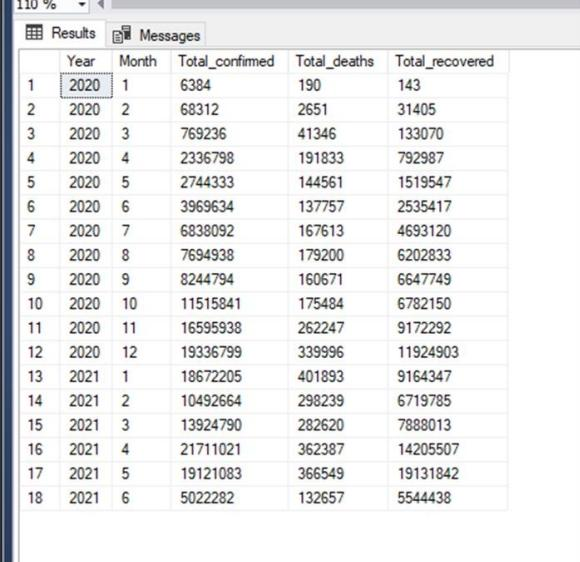 110 %
Results Messages
Year Month Total_confirmed Total_deaths Total_recovered
1 2020 1 6384 190 143
2 2020 2 68312 2651 31405
3 2020 3 769236 41346 133070
4 2020 4 2336798 191833 792987
5 2020 5 2744333 144561 1519547
6 2020 6 3969634 137757 2535417
7 2020 7 6838092 167613 4693120
8 2020 8 7694938 179200 6202833
9 2020 9 8244794 160671 6647749
10 2020 10 11515841 175484 6782150
11 2020 11 16595938 262247 9172292
12 2020 12 19336799 339996 11924903
13 2021 1 18672205 401893 9164347
14 2021 2 10492664 298239 6719785
15 2021 3 13924790 282620 7888013
16 2021 4 21711021 362387 14205507
17 2021 5 19121083 366549 19131842
18 2021 6 5022282 132657 5544438